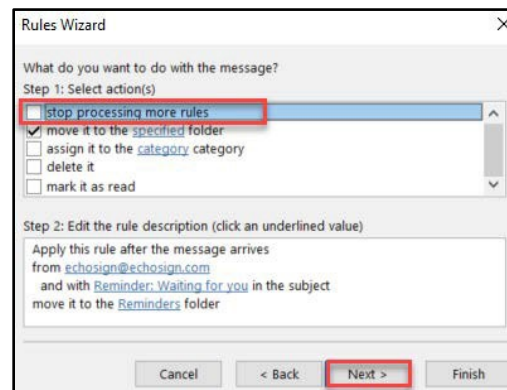 Rules Wizard
What do you want to do with the message?
Step 1: Select action(s)
stop processing more rules
move it to the specified folder
assign it to the category category
delete it
mark it as read
Step 2: Edit the rule description (click an underlined value)
Apply this rule after the message arrives
from echosign@echosign.com
and with Reminder: Waiting for you in the subject
move it to the Reminders folder
Cancel
< Back
Next >
Finish